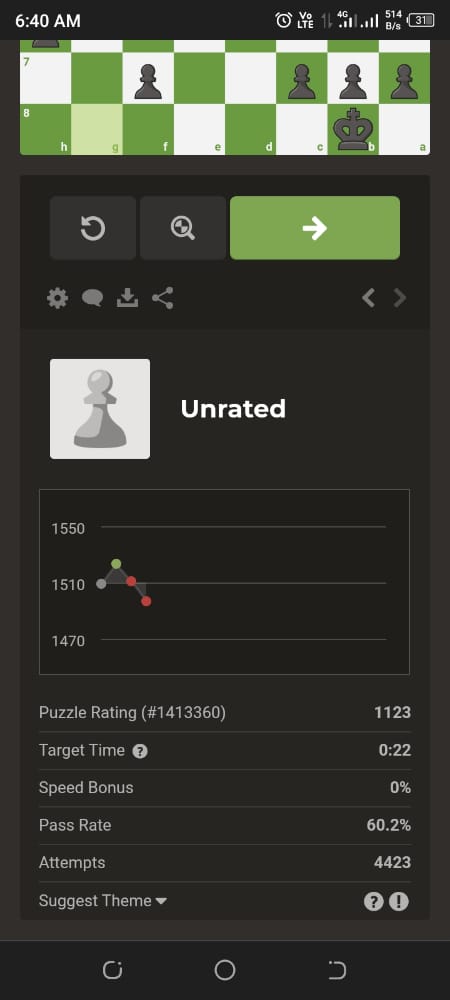 6:40 AM Vo LTE 4G 514 B/s 31
7
8
h g f e d c b a
Unrated
1550
1510
1470
Puzzle Rating (#1413360) 1123
Target Time ? 0:22
Speed Bonus 0%
Pass Rate 60.2%
Attempts 4423
Suggest Theme ? !